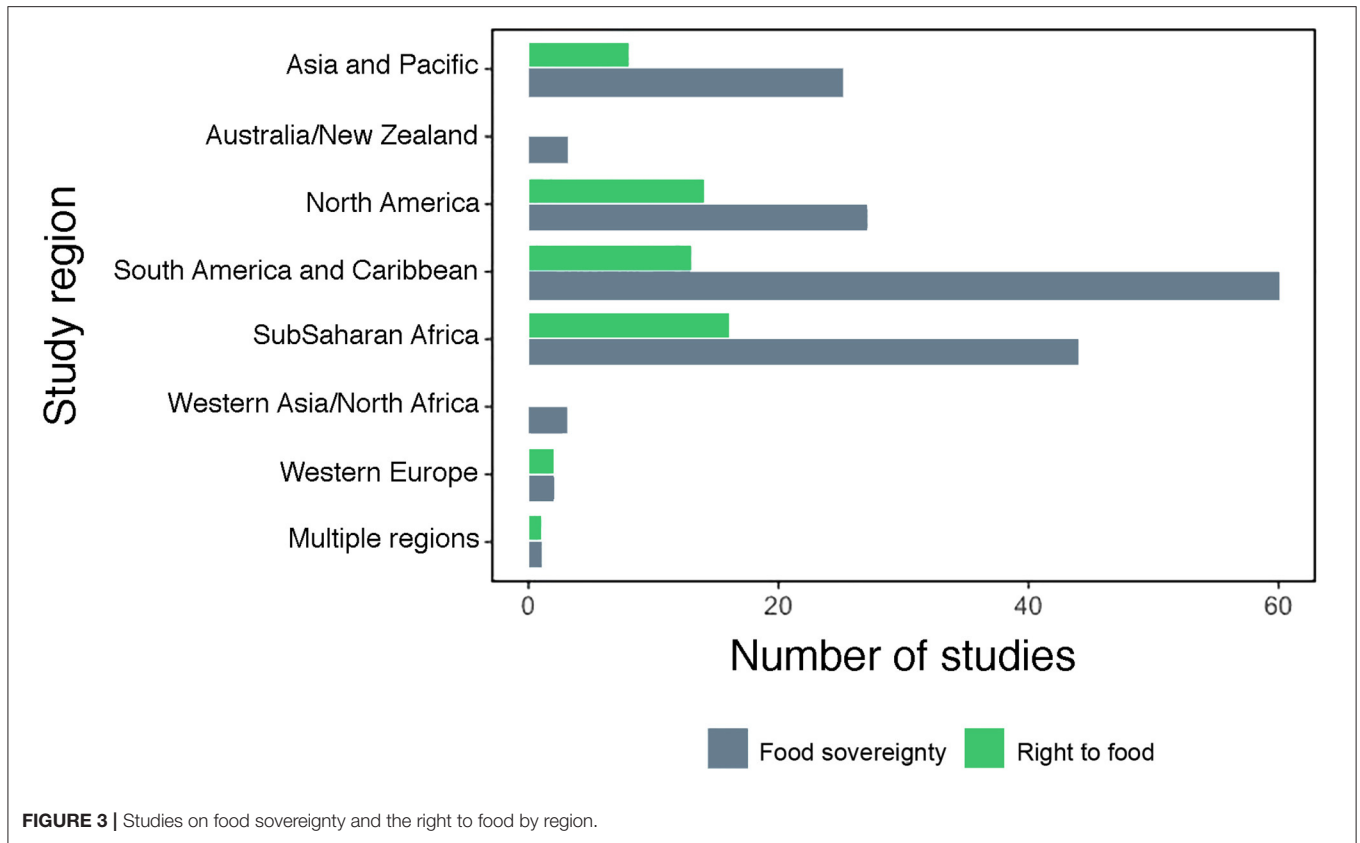 Study region
Asia and Pacific
Australia/New Zealand
North America
South America and Caribbean
SubSaharan Africa
Western Asia/North Africa
Western Europe
Multiple regions
0 20 40 60
Number of studies
Food sovereignty Right to food
FIGURE 3 | Studies on food sovereignty and the right to food by region.